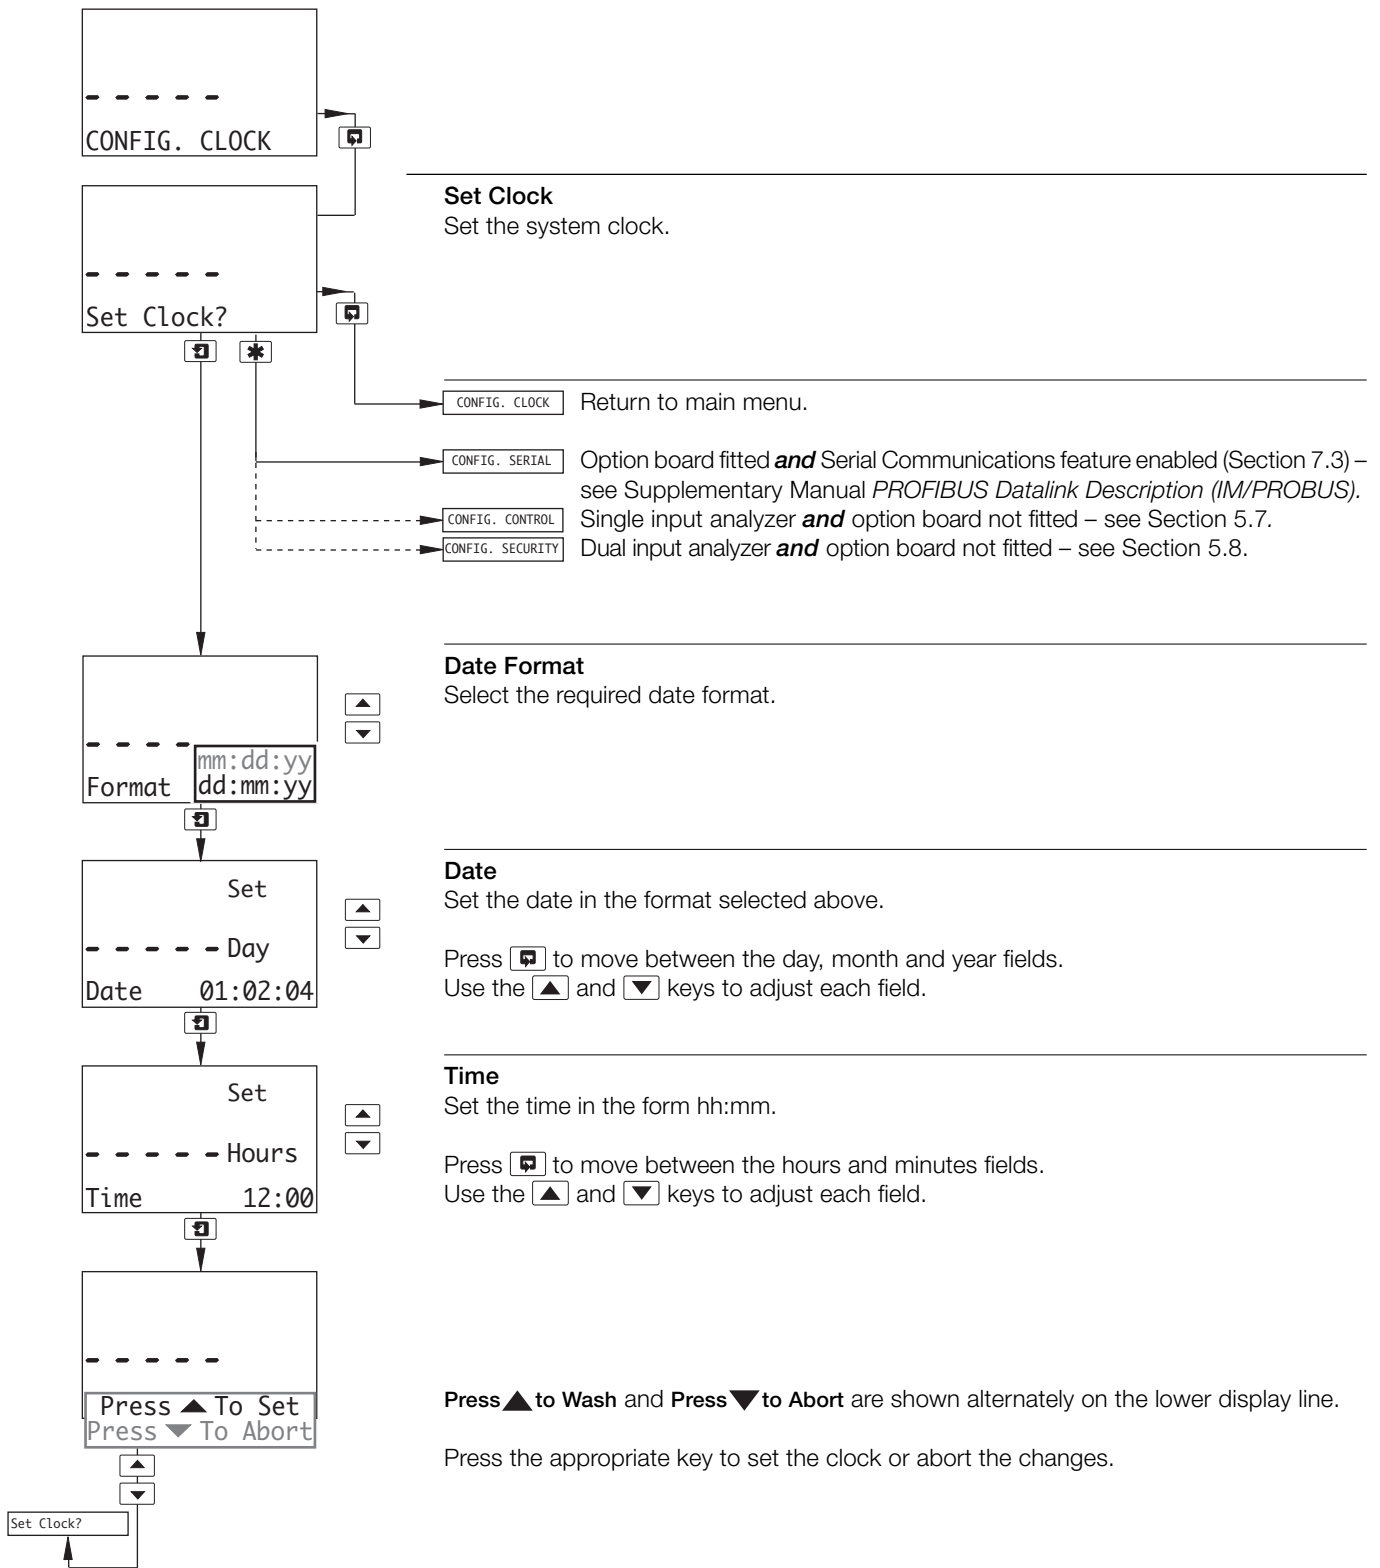 CONFIG. CLOCK
Set Clock
Set the system clock.
Set Clock?
CONFIG. CLOCK Return to main menu.
CONFIG. SERIAL Option board fitted and Serial Communications feature enabled (Section 7.3) –
see Supplementary Manual PROFIBUS Datalink Description (IM/PROBUS).
CONFIG. CONTROL Single input analyzer and option board not fitted – see Section 5.7.
CONFIG. SECURITY Dual input analyzer and option board not fitted – see Section 5.8.
Date Format
Select the required date format.
mm:dd:yy
Format dd:mm:yy
Date
Set the date in the format selected above.
Set
Day
Date 01:02:04
Press to move between the day, month and year fields.
Use the ▲ and ▼ keys to adjust each field.
Time
Set the time in the form hh:mm.
Set
Hours
Time 12:00
Press to move between the hours and minutes fields.
Use the ▲ and ▼ keys to adjust each field.
Press ▲ To Set
Press ▼ To Abort
Press ▲ to Wash and Press ▼ to Abort are shown alternately on the lower display line.
Press the appropriate key to set the clock or abort the changes.
Set Clock?